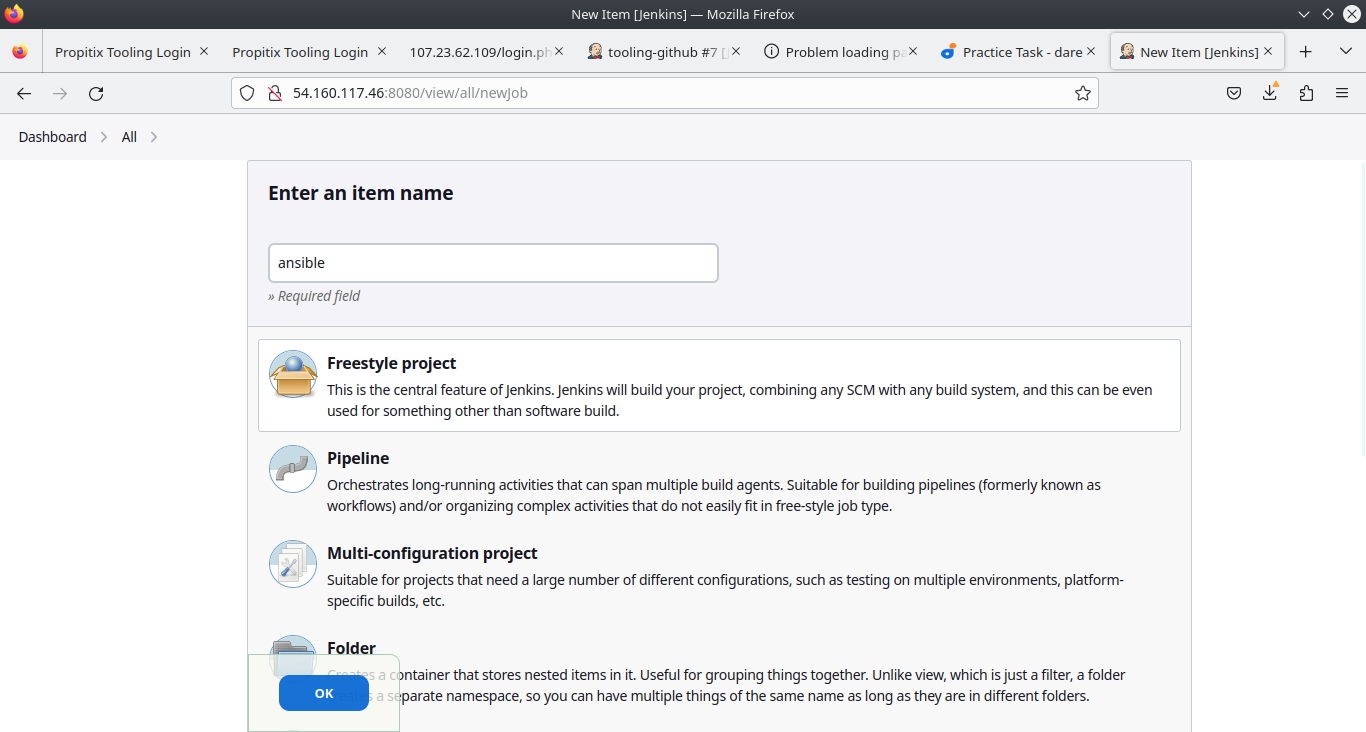 New Item [Jenkins] — Mozilla Firefox
Propitix Tooling Login
Propitix Tooling Login
107.23.62.109/login.ph
tooling-github #7 [J
Problem loading pa
Practice Task - dare
New Item [Jenkins]
54.160.117.46:8080/view/all/newJob
Dashboard
All
Enter an item name
ansible
» Required field
Freestyle project
This is the central feature of Jenkins. Jenkins will build your project, combining any SCM with any build system, and this can be even
used for something other than software build.
Pipeline
Orchestrates long-running activities that can span multiple build agents. Suitable for building pipelines (formerly known as
workflows) and/or organizing complex activities that do not easily fit in free-style job type.
Multi-configuration project
Suitable for projects that need a large number of different configurations, such as testing on multiple environments, platform-
specific builds, etc.
Folder
Creates a container that stores nested items in it. Useful for grouping things together. Unlike view, which is just a filter, a folder
creates a separate namespace, so you can have multiple things of the same name as long as they are in different folders.
OK